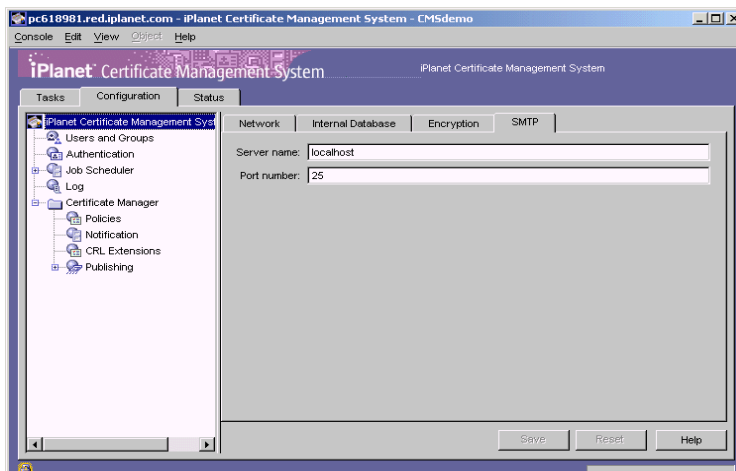 pc618981.red.iplanet.com - iPlanet Certificate Management System - CMSdemo
Console Edit View Object Help
iPlanet Certificate Management System
iPlanet Certificate Management System
Tasks Configuration Status
iPlanet Certificate Management Syst
Users and Groups
Authentication
Job Scheduler
Log
Certificate Manager
Policies
Notification
CRL Extensions
Publishing
Network Internal Database Encryption SMTP
Server name: localhost
Port number: 25
Save Reset Help